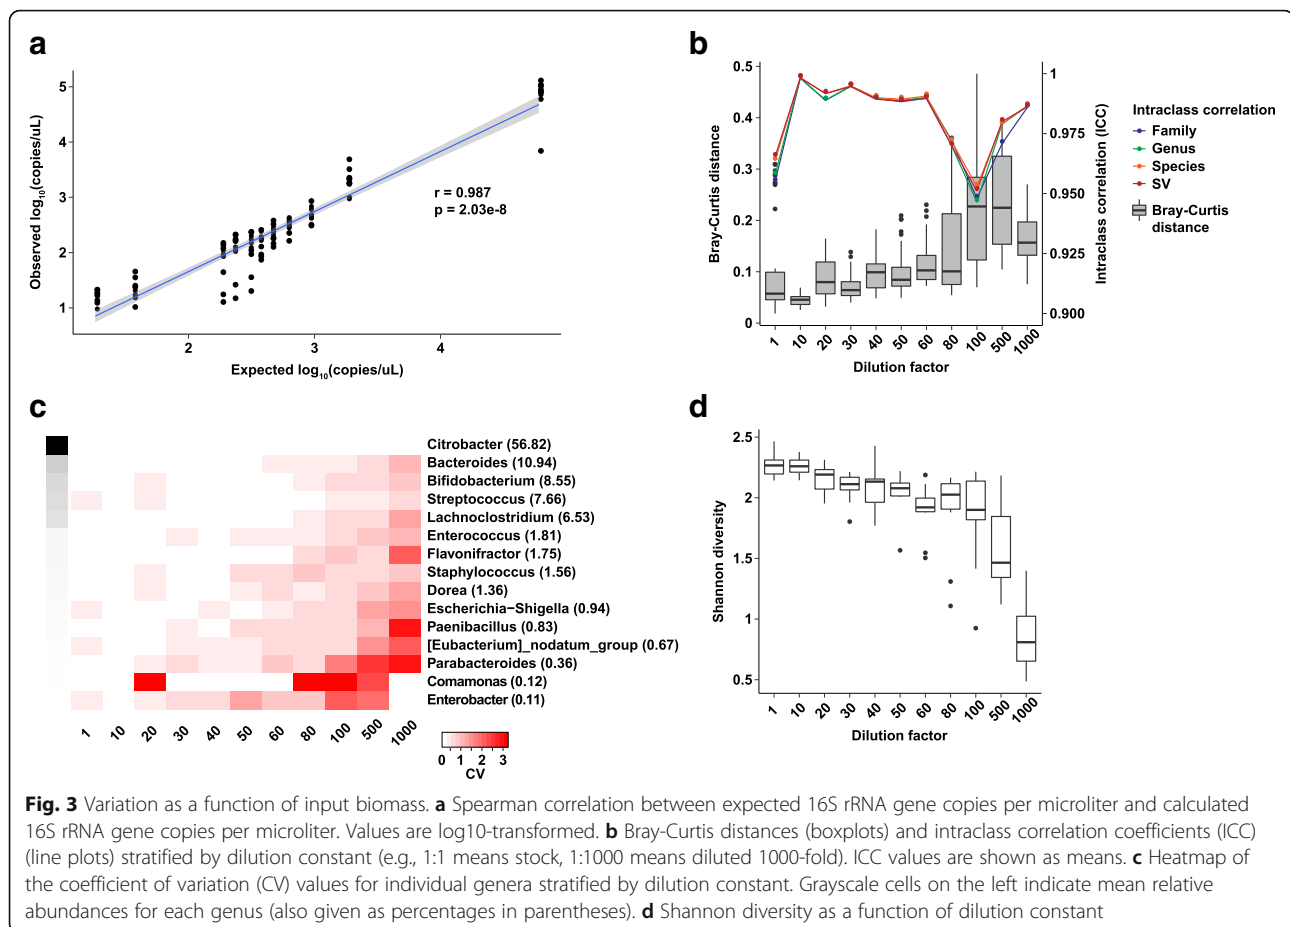 a
5
4
3
2
1
Observed log10(copies/uL)
r = 0.987
p = 2.03e-8
2
3
4
Expected log10(copies/uL)
b
0.5
0.4
0.3
0.2
0.1
0
Bray-Curtis distance
1
0.975
0.950
0.925
0.900
Intraclass correlation (ICC)
1 10 20 30 40 50 60 80 100 500 1000
Dilution factor
Intraclass correlation
Family
Genus
Species
SV
Bray-Curtis
distance
c
Citrobacter (56.82)
Bacteroides (10.94)
Bifidobacterium (8.55)
Streptococcus (7.66)
Lachnoclostridium (6.53)
Enterococcus (1.81)
Flavonifractor (1.75)
Staphylococcus (1.56)
Dorea (1.36)
Escherichia−Shigella (0.94)
Paenibacillus (0.83)
[Eubacterium]_nodatum_group (0.67)
Parabacteroides (0.36)
Comamonas (0.12)
Enterobacter (0.11)
1 10 20 30 40 50 60 80 100 500 1000
0 1 2 3
CV
d
2.5
2
1.5
1
0.5
Shannon diversity
1 10 20 30 40 50 60 80 100 500 1000
Dilution factor
Fig. 3 Variation as a function of input biomass. a Spearman correlation between expected 16S rRNA gene copies per microliter and calculated
16S rRNA gene copies per microliter. Values are log10-transformed. b Bray-Curtis distances (boxplots) and intraclass correlation coefficients (ICC)
(line plots) stratified by dilution constant (e.g., 1:1 means stock, 1:1000 means diluted 1000-fold). ICC values are shown as means. c Heatmap of
the coefficient of variation (CV) values for individual genera stratified by dilution constant. Grayscale cells on the left indicate mean relative
abundances for each genus (also given as percentages in parentheses). d Shannon diversity as a function of dilution constant